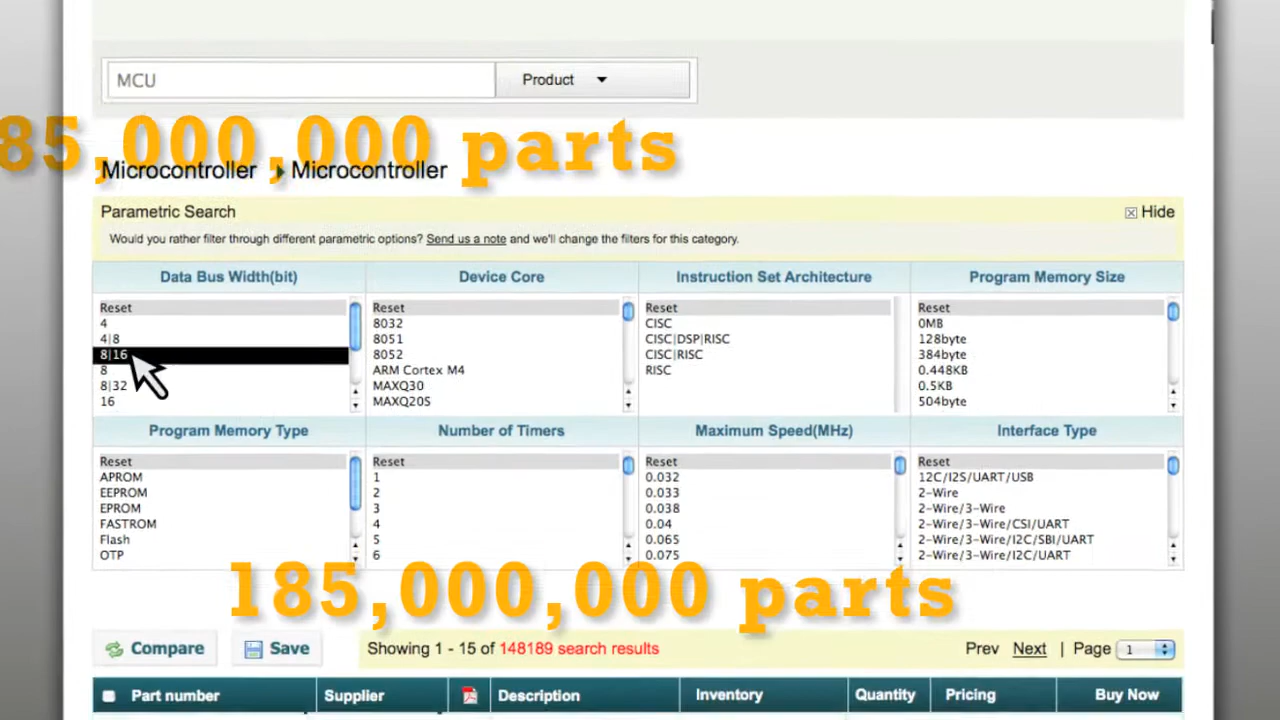 MCU Product
85,000,000 parts
Microcontroller Microcontroller
Parametric Search Hide
Would you rather filter through different parametric options? Send us a note and we'll change the filters for this category.
Data Bus Width(bit) Device Core Instruction Set Architecture Program Memory Size
Reset Reset Reset Reset
4 8032 CISC 0MB
4|8 8051 CISC|DSP|RISC 128byte
8|16 8052 CISC|RISC 384byte
8 ARM Cortex M4 RISC 0.448KB
8|32 MAXQ30 0.5KB
16 MAXQ20S 504byte
Program Memory Type Number of Timers Maximum Speed(MHz) Interface Type
Reset Reset Reset Reset
APROM 1 0.032 12C/I2S/UART/USB
EEPROM 2 0.033 2-Wire
EPROM 3 0.038 2-Wire/3-Wire
FASTROM 4 0.04 2-Wire/3-Wire/CSI/UART
Flash 5 0.065 2-Wire/3-Wire/I2C/SBI/UART
OTP 6 0.075 2-Wire/3-Wire/I2C/UART
185,000,000 parts
Compare Save Showing 1 - 15 of 148189 search results Prev Next | Page 1
Part number Supplier Description Inventory Quantity Pricing Buy Now